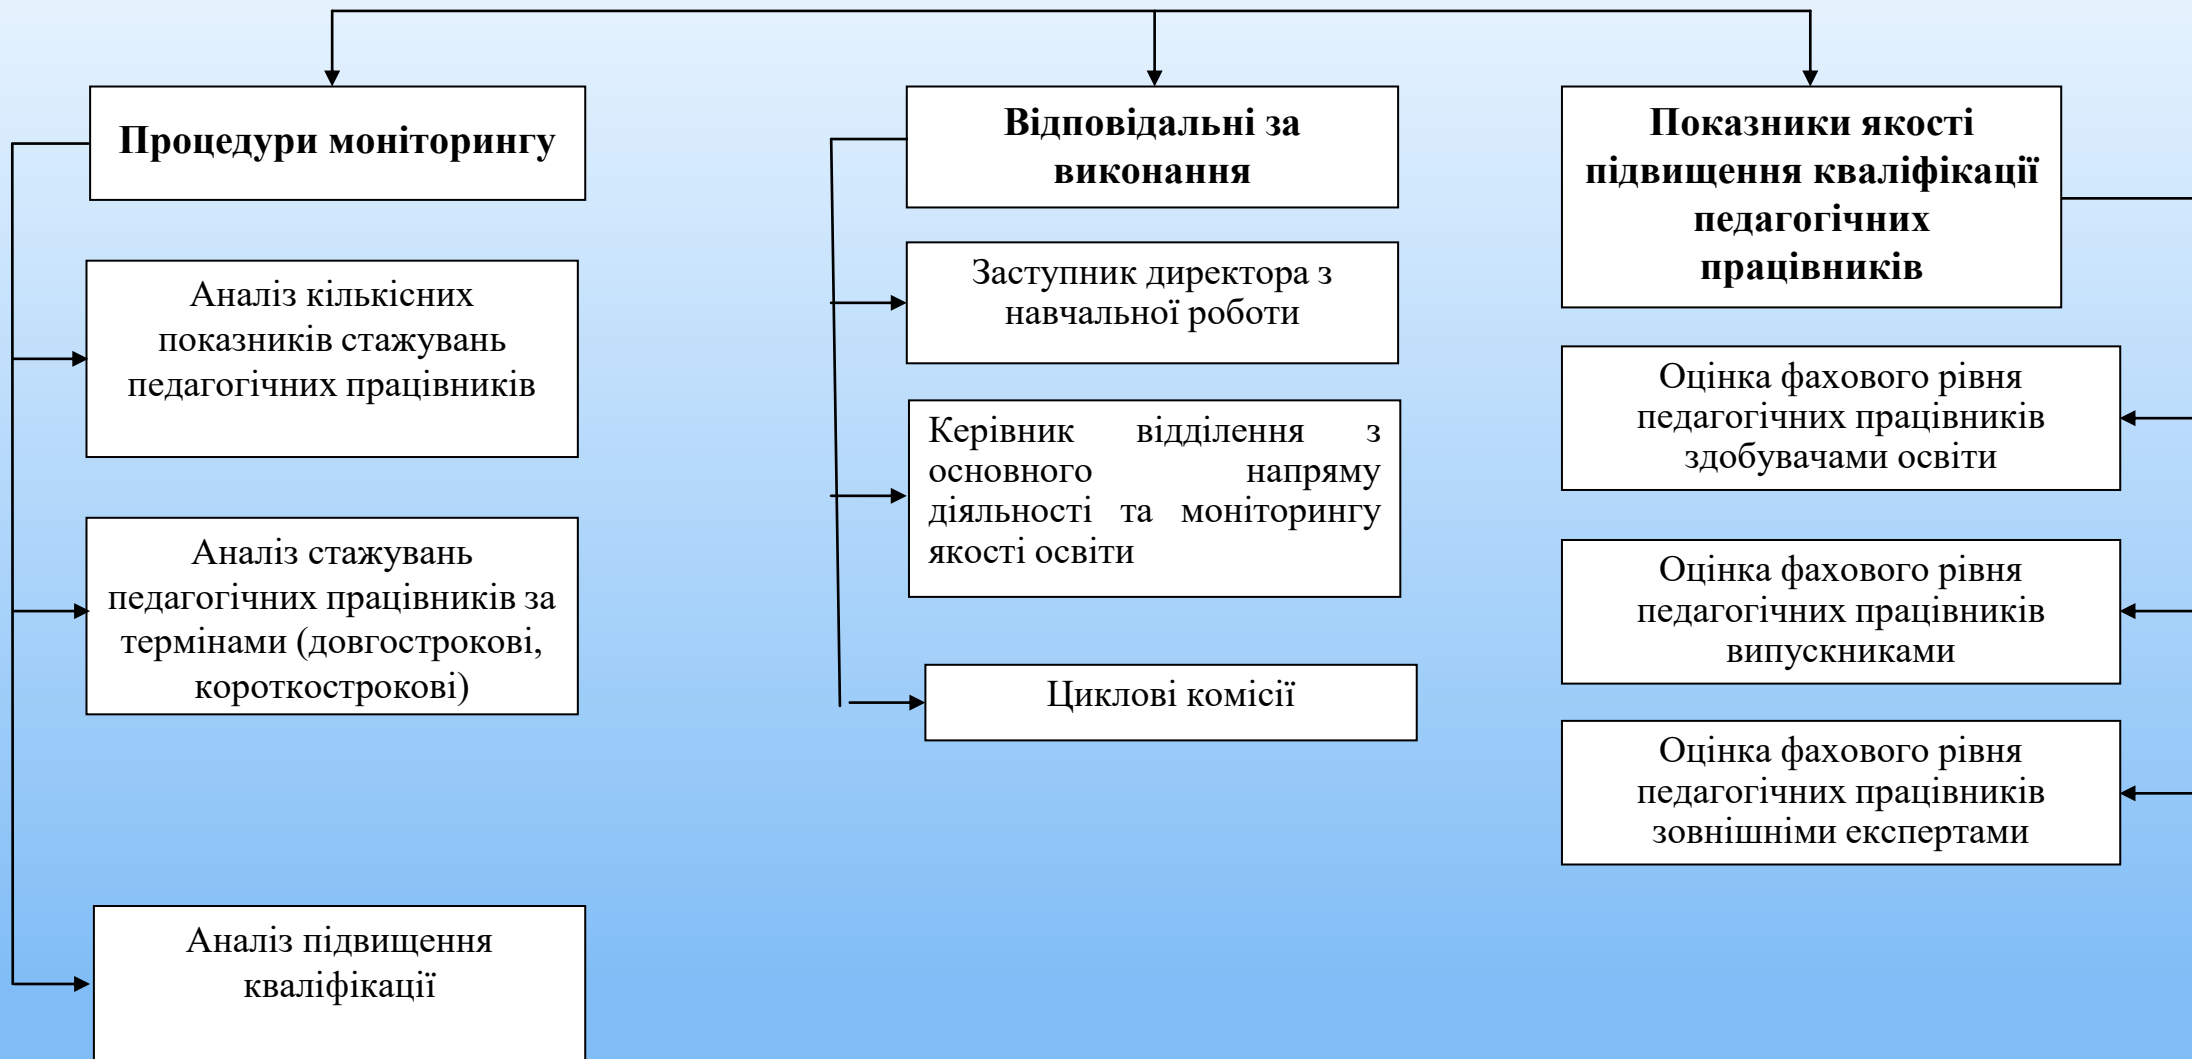 Процедури моніторингу
Аналіз кількісних
показників стажувань
педагогічних працівників
Аналіз стажувань
педагогічних працівників за
термінами (довгострокові,
короткострокові)
Аналіз підвищення
кваліфікації
Відповідальні за
виконання
Заступник директора з
навчальної роботи
Керівник відділення з
основного напряму
діяльності та моніторингу
якості освіти
Циклові комісії
Показники якості
підвищення кваліфікації
педагогічних
працівників
Оцінка фахового рівня
педагогічних працівників
здобувачами освіти
Оцінка фахового рівня
педагогічних працівників
випускниками
Оцінка фахового рівня
педагогічних працівників
зовнішніми експертами